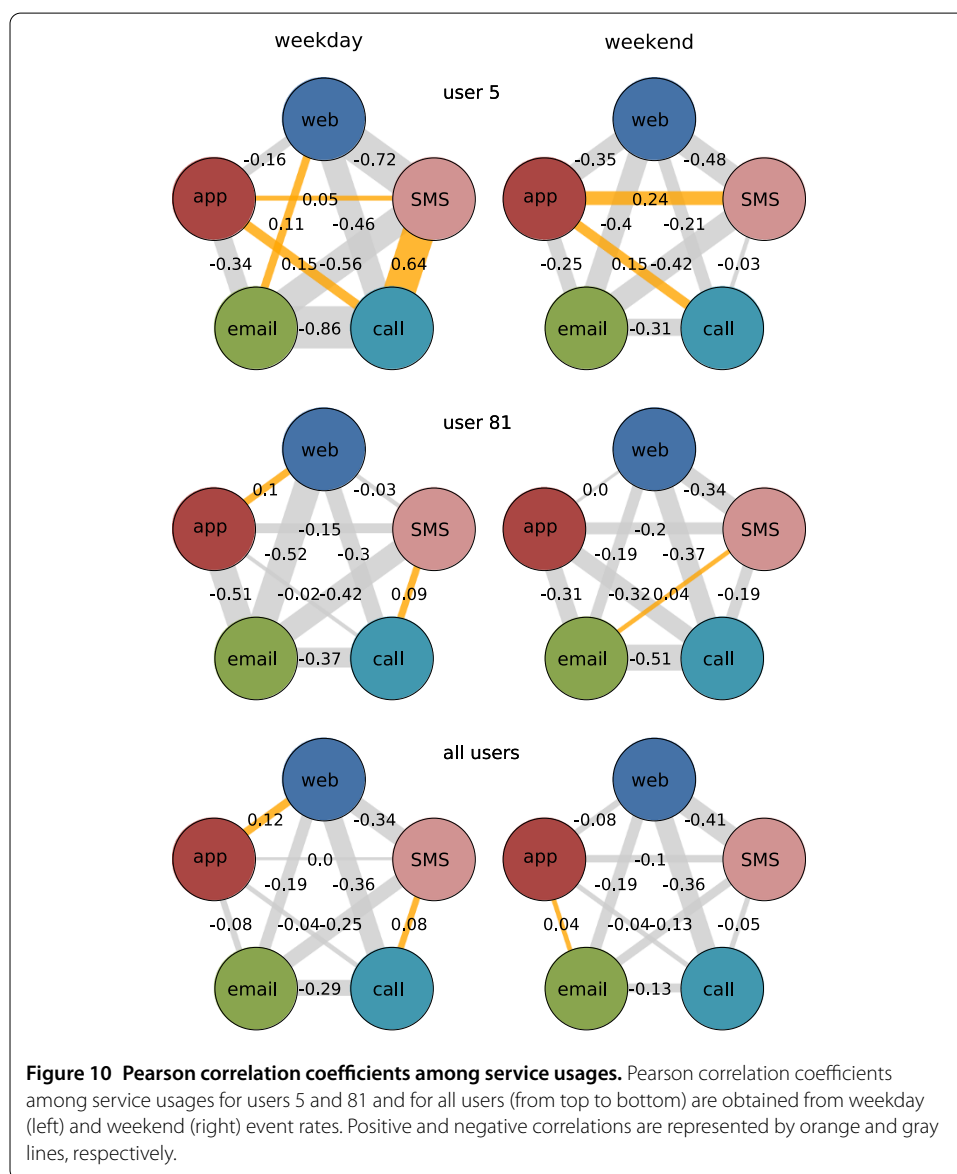 weekday weekend
user 5
web web
-0.16 -0.72 -0.35 -0.48
app 0.05 SMS app 0.24 SMS
0.11 -0.46 -0.4 -0.21
-0.34 0.15 -0.56 0.64 -0.25 0.15 -0.42 -0.03
email -0.86 call email -0.31 call
user 81
web web
0.1 -0.03 0.0 -0.34
app -0.15 SMS app -0.2 SMS
-0.52 -0.3 -0.19 -0.37
-0.51 -0.02 -0.42 0.09 -0.31 -0.32 0.04 -0.19
email -0.37 call email -0.51 call
all users
web web
0.12 -0.34 -0.08 -0.41
app 0.0 SMS app -0.1 SMS
-0.19 -0.36 -0.19 -0.36
-0.08 -0.04 -0.25 0.08 0.04 -0.04 -0.13 -0.05
email -0.29 call email -0.13 call
Figure 10 Pearson correlation coefficients among service usages. Pearson correlation coefficients
among service usages for users 5 and 81 and for all users (from top to bottom) are obtained from weekday
(left) and weekend (right) event rates. Positive and negative correlations are represented by orange and gray
lines, respectively.